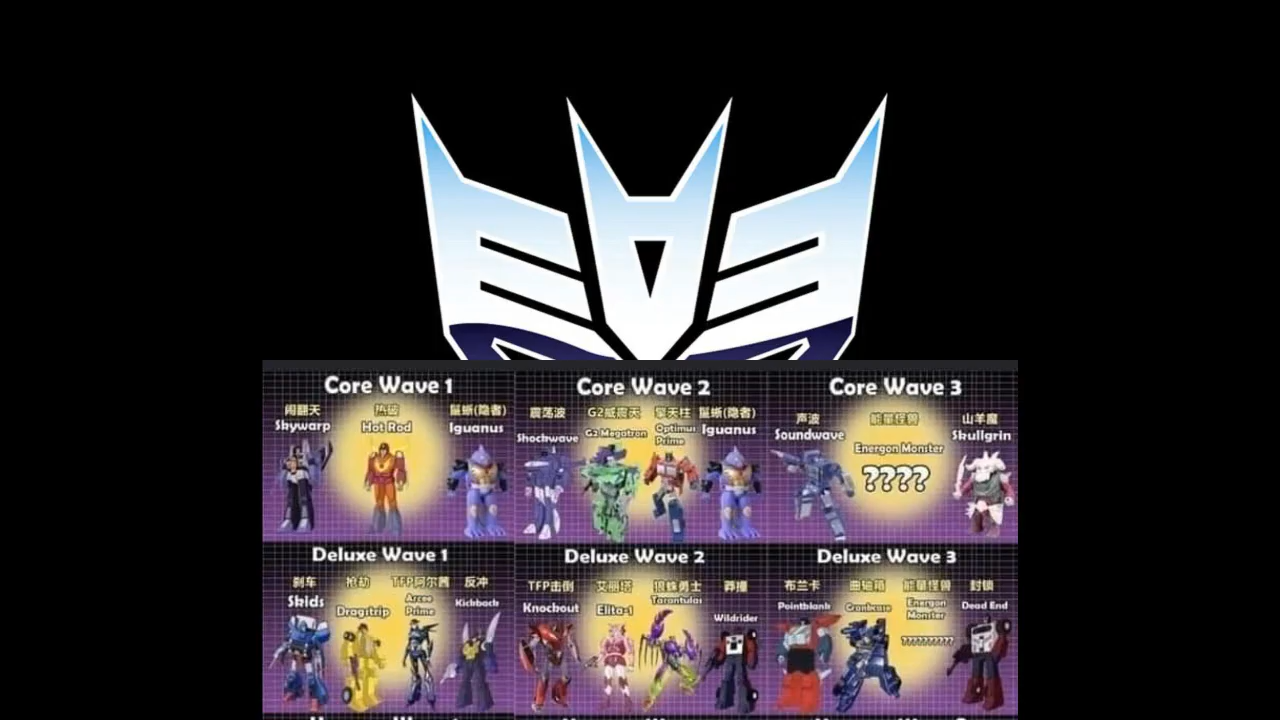 Core Wave 1
闹翻天
Skywarp
热破
Hot Rod
鬣蜥(隐者)
Iguanus
Core Wave 2
震荡波
Shockwave
G2威震天
G2 Megatron
擎天柱
Optimus
Prime
鬣蜥(隐者)
Iguanus
Core Wave 3
声波
Soundwave
能量怪兽
Energon Monster
????
山羊魔
Skullgrin
Deluxe Wave 1
刹车
Skids
抢劫
Dragstrip
TFP阿尔茜
Arcee
Prime
反冲
Kickback
Deluxe Wave 2
TFP击倒
Knockout
艾丽塔
Elita-1
狼蛛勇士
Tarantulas
莽撞
Wildrider
Deluxe Wave 3
布兰卡
Pointblank
曲轴箱
Crankcase
能量怪兽
Energon
Monster
??????????
封锁
Dead End